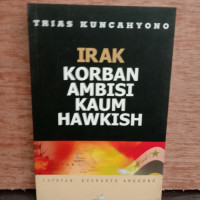 TRIAS KUNCAHYONO
IRAK
KORBAN
AMBISI
KAUM
HAWKISH